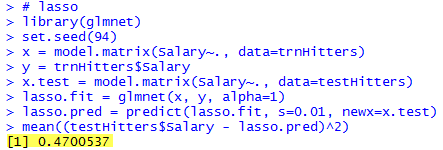 > # lasso
> library(glmnet)
> set.seed(94)
> x = model.matrix(Salary~., data=trnHitters)
> y = trnHitters$Salary
> x.test = model.matrix(Salary~., data=testHitters)
> lasso.fit = glmnet(x, y, alpha=1)
> lasso.pred = predict(lasso.fit, s=0.01, newx=x.test)
> mean((testHitters$Salary - lasso.pred)^2)
[1] 0.4700537